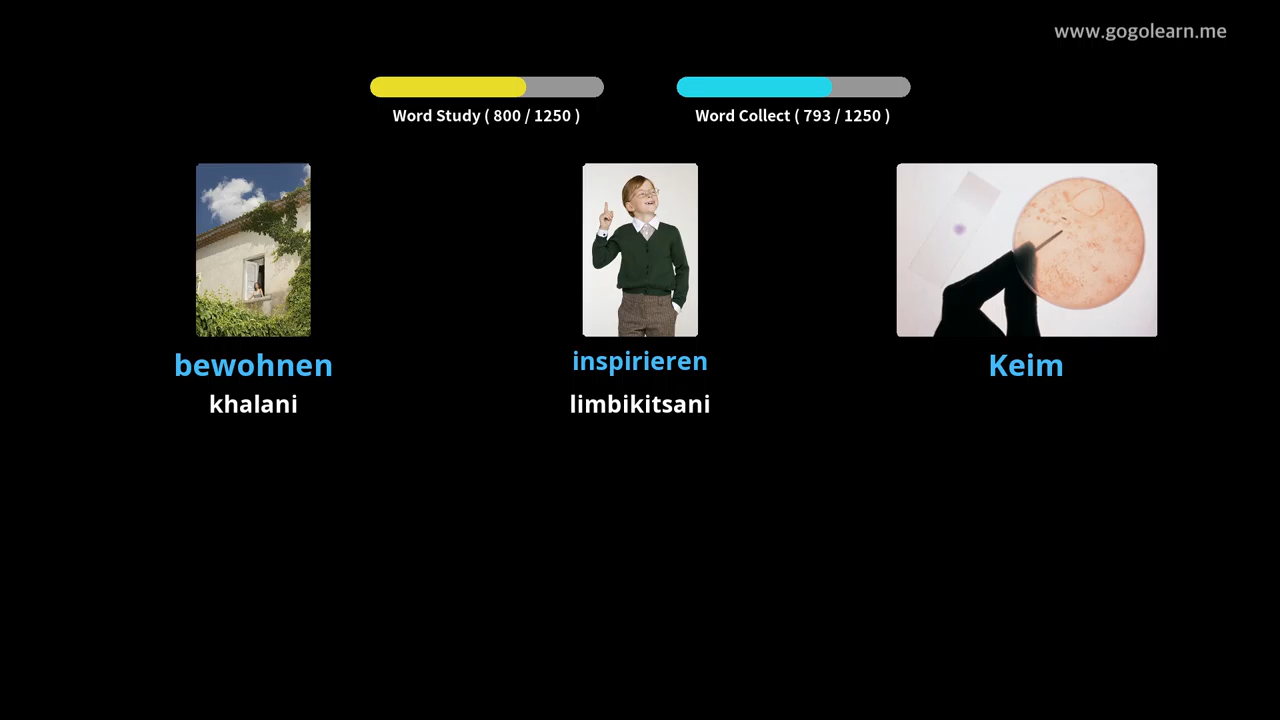 www.gogolearn.me
Word Study ( 800 / 1250 )
Word Collect ( 793 / 1250 )
bewohnen
khalani
inspirieren
limbikitsani
Keim